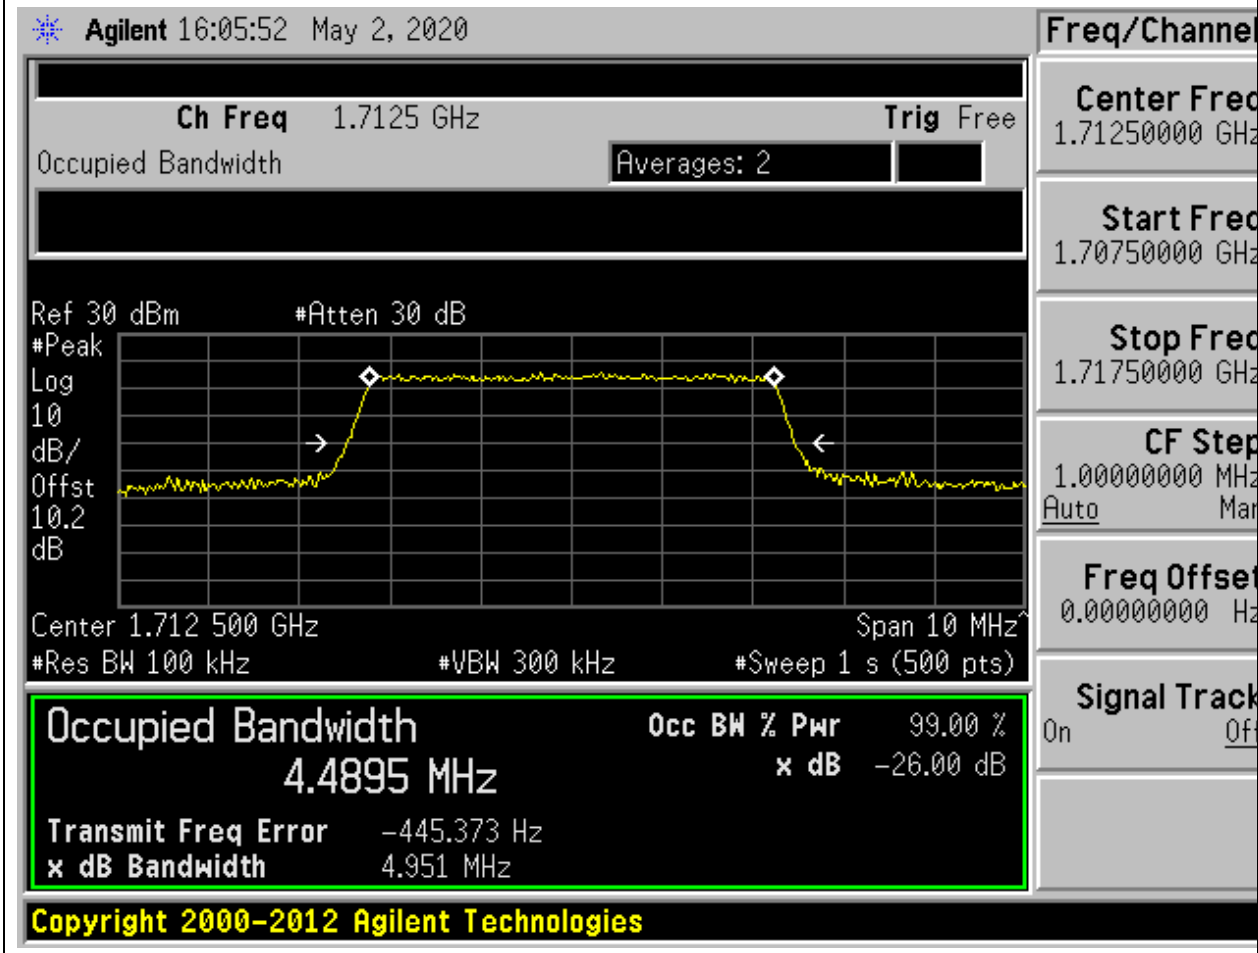 Agilent 16:05:52 May 2, 2020
Freq/Channel
Ch Freq 1.7125 GHz Trig Free
Occupied Bandwidth Averages: 2
Center Freq
1.71250000 GHz
Start Freq
1.70750000 GHz
Stop Freq
1.71750000 GHz
CF Step
1.00000000 MHz
Auto Man
Freq Offset
0.00000000 Hz
Signal Track
On Off
Ref 30 dBm #Atten 30 dB
#Peak
Log
10
dB/
Offst
10.2
dB
Center 1.712 500 GHz Span 10 MHz^
#Res BW 100 kHz #VBW 300 kHz #Sweep 1 s (500 pts)
Occupied Bandwidth Occ BW % Pwr 99.00 %
4.4895 MHz x dB -26.00 dB
Transmit Freq Error -445.373 Hz
x dB Bandwidth 4.951 MHz
Copyright 2000-2012 Agilent Technologies